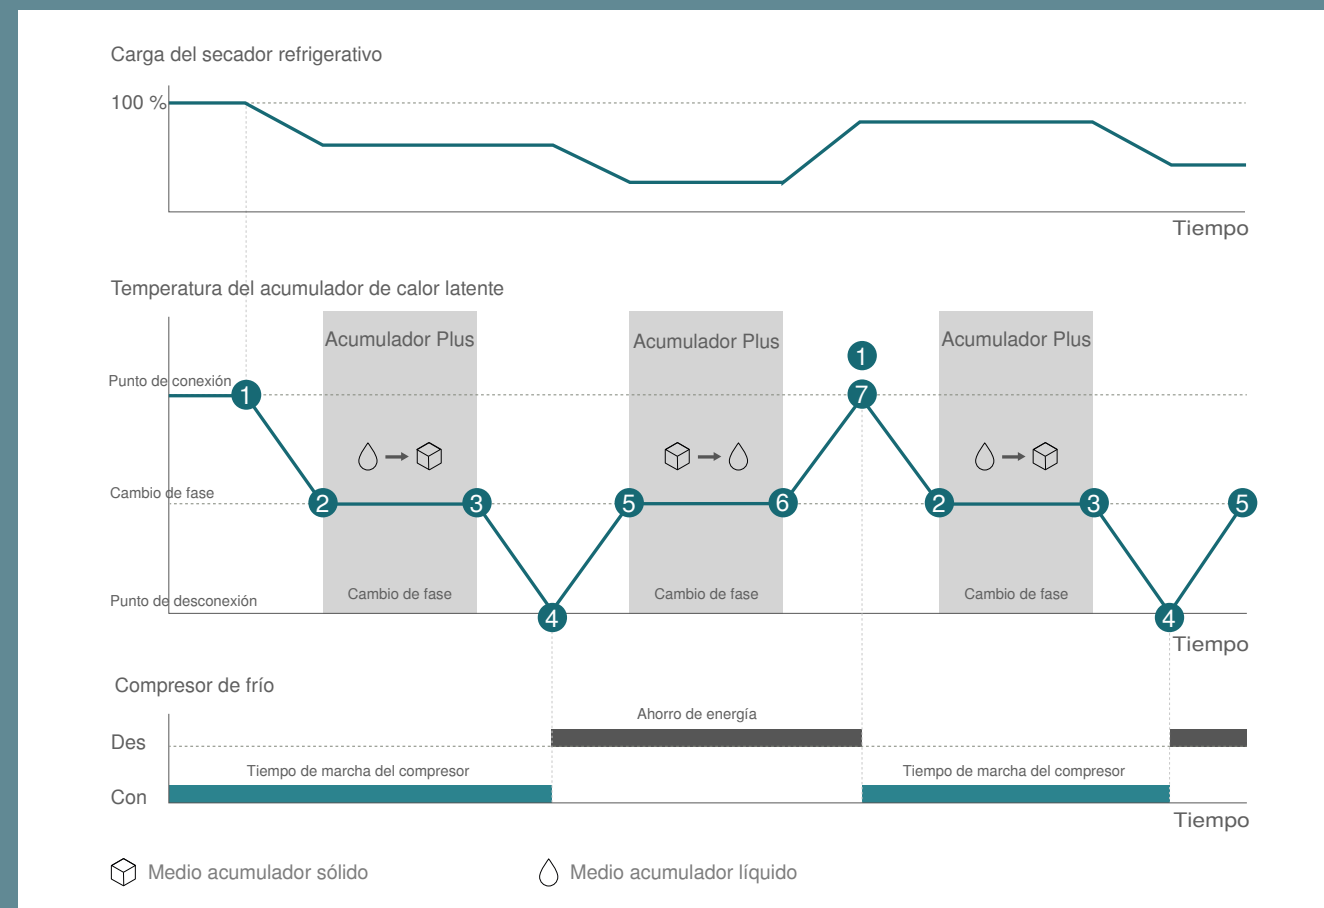 Carga del secador refrigerativo
100 %
Tiempo
Temperatura del acumulador de calor latente
Acumulador Plus
Acumulador Plus
Acumulador Plus
1
Punto de conexión
1
7
Cambio de fase
2
3
5
6
2
3
5
Cambio de fase
Cambio de fase
Cambio de fase
Punto de desconexión
4
4
Tiempo
Compresor de frío
Ahorro de energía
Des
Tiempo de marcha del compresor
Tiempo de marcha del compresor
Con
Tiempo
Medio acumulador sólido
Medio acumulador líquido